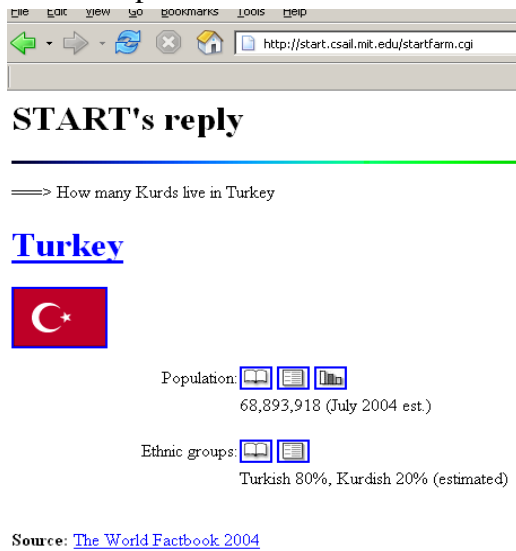 File Edit View Go Bookmarks Tools Help
http://start.csail.mit.edu/startfarm.cgi
START's reply
===> How many Kurds live in Turkey
Turkey
Population:
68,893,918 (July 2004 est.)
Ethnic groups:
Turkish 80%, Kurdish 20% (estimated)
Source: The World Factbook 2004